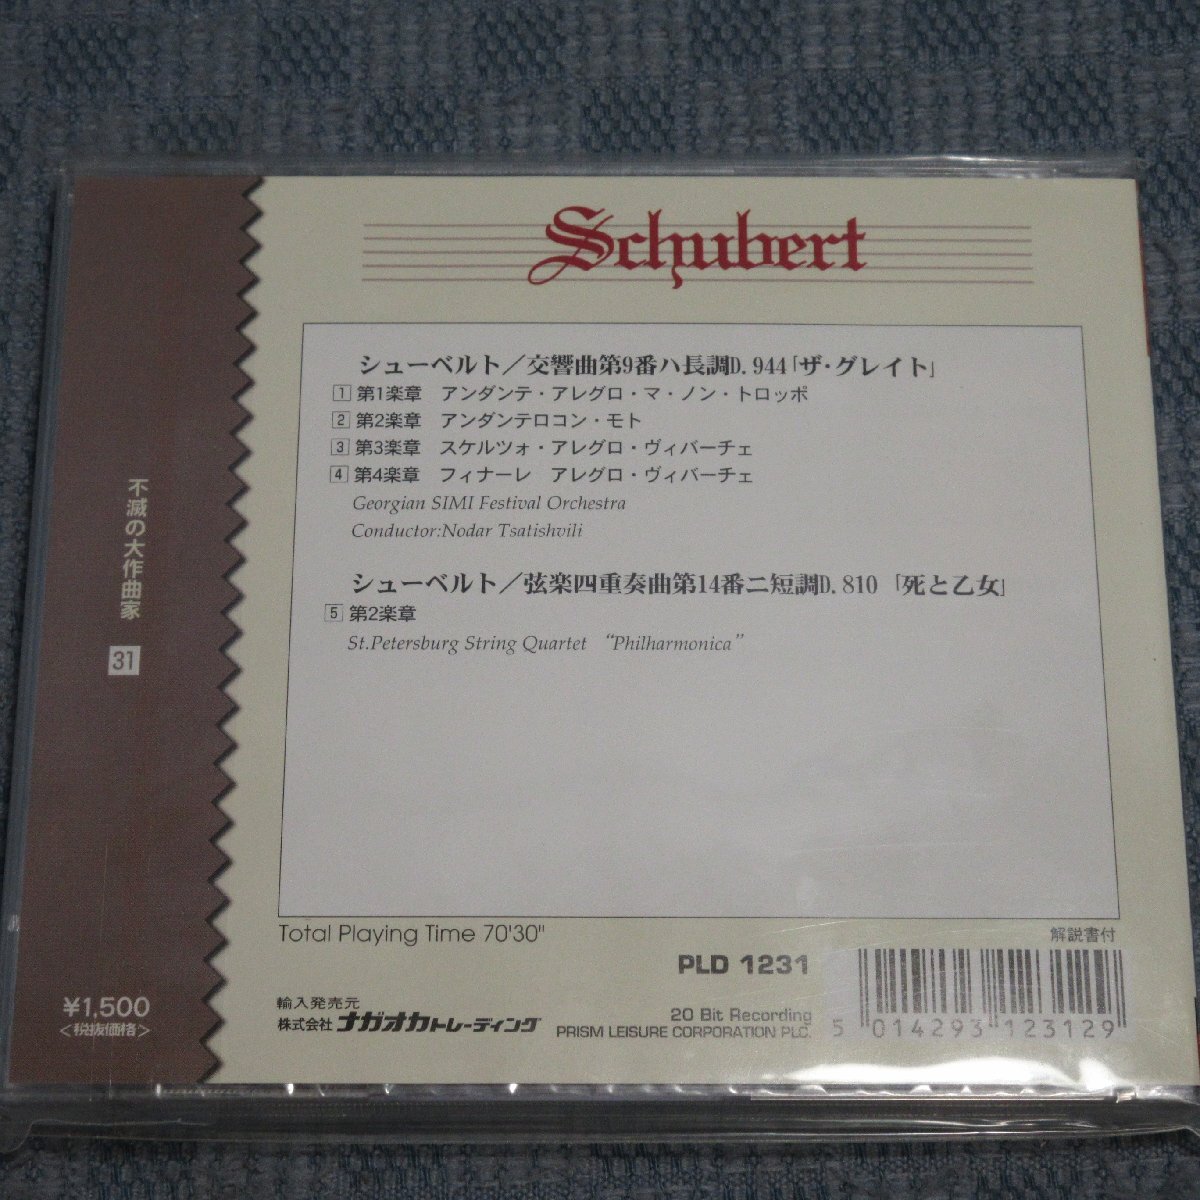 Schubert
シューベルト／交響曲第9番ハ長調D. 944「ザ・グレイト」
1 第1楽章 アンダンテ・アレグロ・マ・ノン・トロッポ
2 第2楽章 アンダンテロコン・モト
3 第3楽章 スケルツォ・アレグロ・ヴィバーチェ
4 第4楽章 フィナーレ アレグロ・ヴィバーチェ
Georgian SIMI Festival Orchestra
Conductor:Nodar Tsatishvili
シューベルト／弦楽四重奏曲第14番ニ短調D. 810 「死と乙女」
5 第2楽章
St.Petersburg String Quartet “Philharmonica”
不滅の大作曲家
31
¥1,500
<税抜価格>
Total Playing Time 70'30"
解説書付
PLD 1231
輸入発売元
株式会社 ナガオカトレーディング
20 Bit Recording
PRISM LEISURE CORPORATION PLC.
5 014293 123129